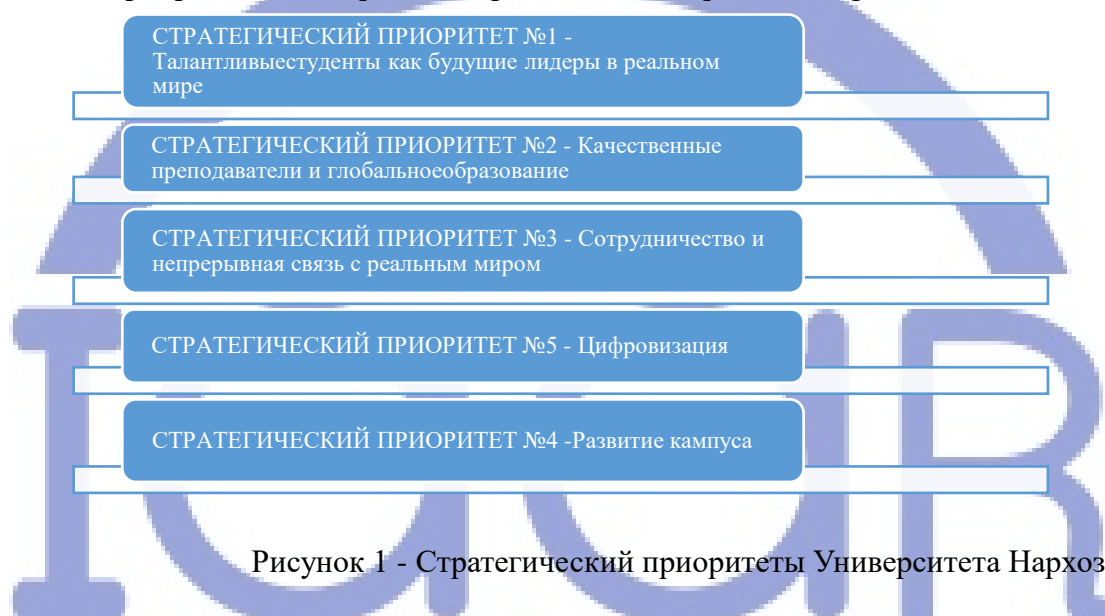 СТРАТЕГИЧЕСКИЙ ПРИОРИТЕТ №1 -
Талантливыестуденты как будущие лидеры в реальном
мире
СТРАТЕГИЧЕСКИЙ ПРИОРИТЕТ №2 - Качественные
преподаватели и глобальноеобразование
СТРАТЕГИЧЕСКИЙ ПРИОРИТЕТ №3 - Сотрудничество и
непрерывная связь с реальным миром
СТРАТЕГИЧЕСКИЙ ПРИОРИТЕТ №5 - Цифровизация
СТРАТЕГИЧЕСКИЙ ПРИОРИТЕТ №4 -Развитие кампуса
Рисунок 1 - Стратегический приоритеты Университета Нархоз